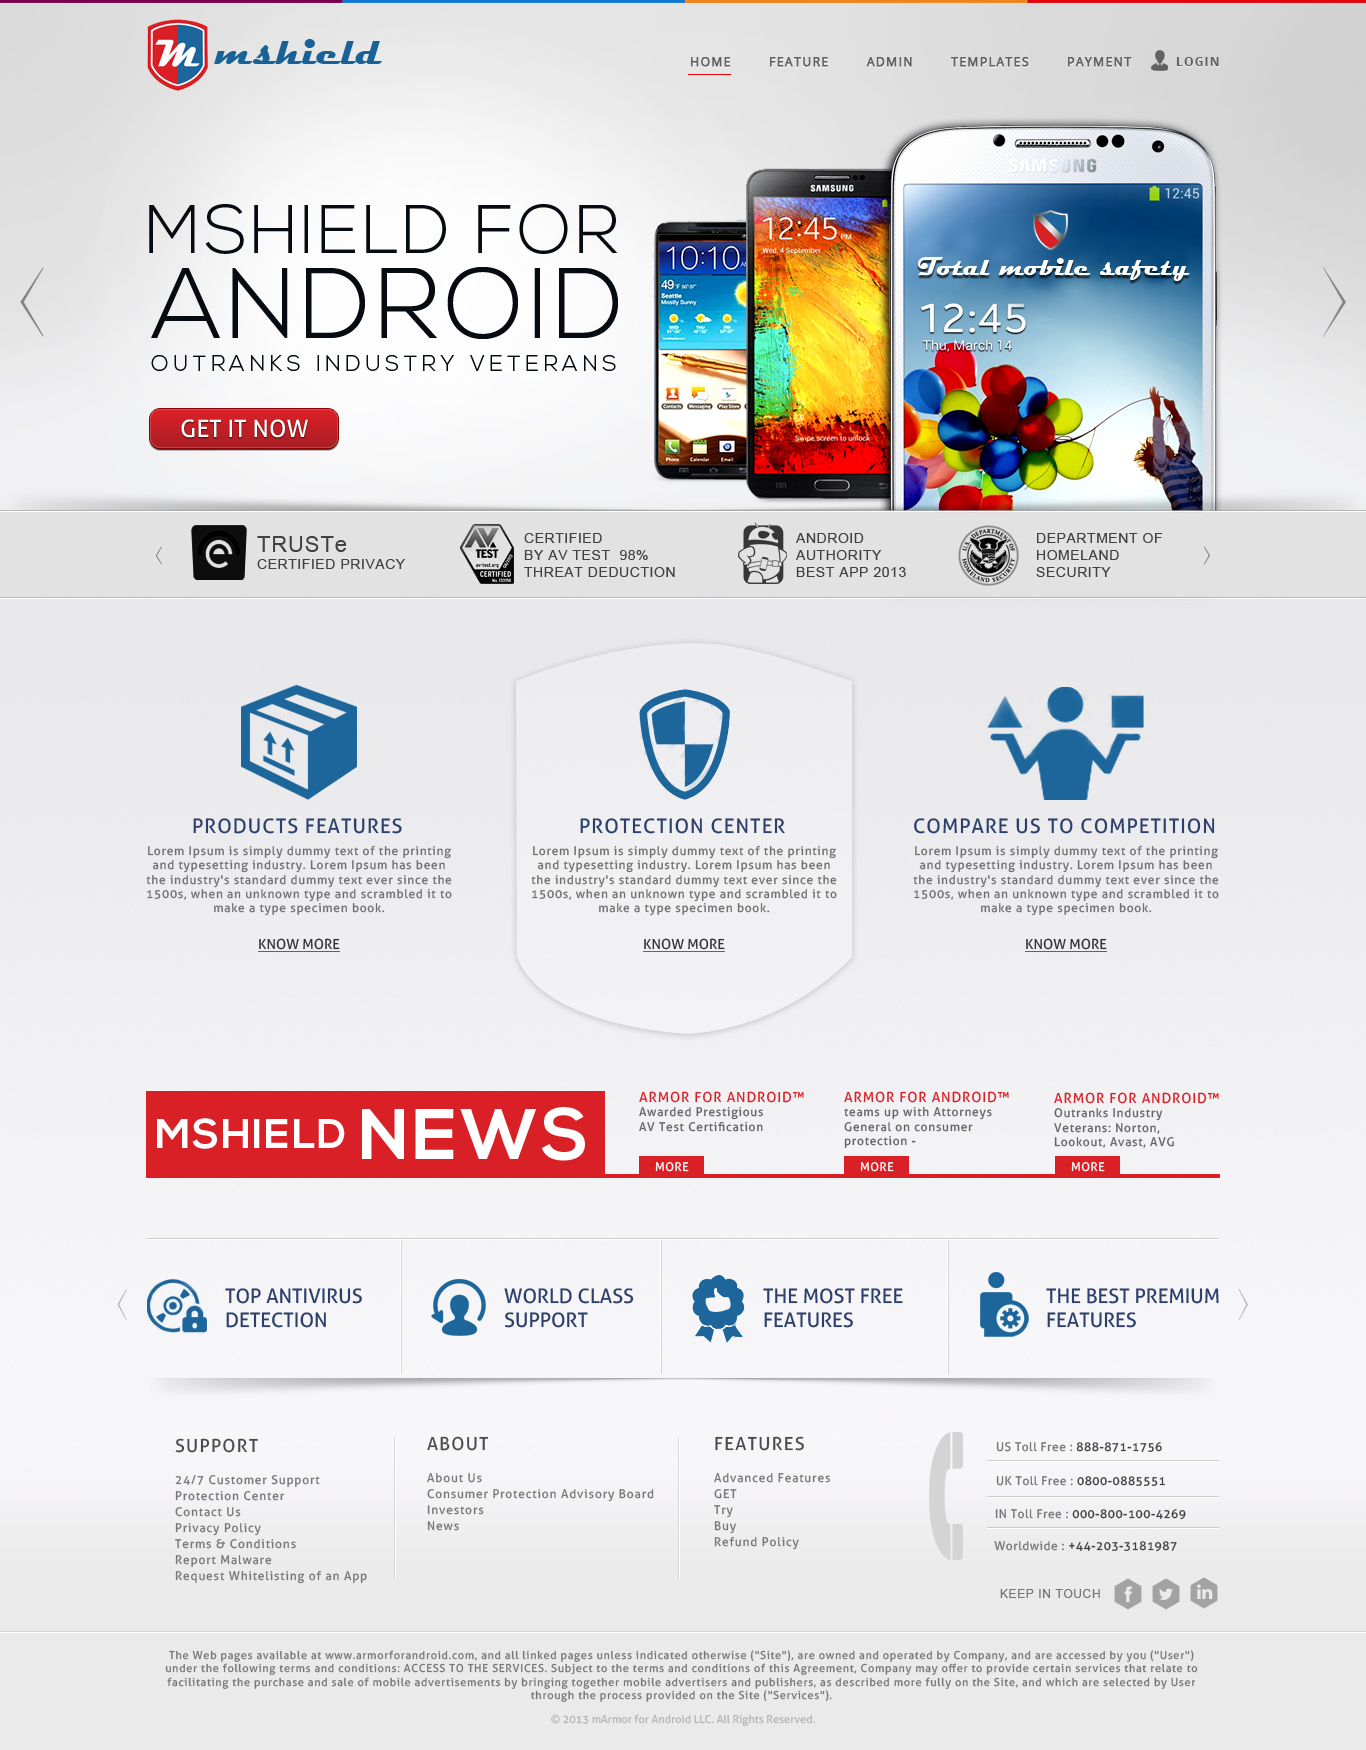 mshield
HOME FEATURE ADMIN TEMPLATES PAYMENT LOGIN
MSHIELD FOR
ANDROID
OUTRANKS INDUSTRY VETERANS
GET IT NOW
10:10
49°
Seattle
Mostly Sunny
Contacts Messaging Play Store
Phone Calendar Email
SAMSUNG
12:45 PM
Wed, 4 September
Swipe screen to unlock
SAMSUNG
12:45
Total mobile safety
12:45
Thu, March 14
TRUSTe
CERTIFIED PRIVACY
AV
TEST
av-test.org
CERTIFIED
CERTIFIED
BY AV TEST 98%
THREAT DEDUCTION
ANDROID
AUTHORITY
BEST APP 2013
U.S. DEPARTMENT OF HOMELAND SECURITY
DEPARTMENT OF
HOMELAND
SECURITY
PRODUCTS FEATURES
Lorem Ipsum is simply dummy text of the printing
and typesetting industry. Lorem Ipsum has been
the industry's standard dummy text ever since the
1500s, when an unknown type and scrambled it to
make a type specimen book.
KNOW MORE
PROTECTION CENTER
Lorem Ipsum is simply dummy text of the printing
and typesetting industry. Lorem Ipsum has been
the industry's standard dummy text ever since the
1500s, when an unknown type and scrambled it to
make a type specimen book.
KNOW MORE
COMPARE US TO COMPETITION
Lorem Ipsum is simply dummy text of the printing
and typesetting industry. Lorem Ipsum has been
the industry's standard dummy text ever since the
1500s, when an unknown type and scrambled it to
make a type specimen book.
KNOW MORE
MSHIELD NEWS
ARMOR FOR ANDROID™
Awarded Prestigious
AV Test Certification
MORE
ARMOR FOR ANDROID™
teams up with Attorneys
General on consumer
protection -
MORE
ARMOR FOR ANDROID™
Outranks Industry
Veterans: Norton,
Lookout, Avast, AVG
MORE
TOP ANTIVIRUS
DETECTION
WORLD CLASS
SUPPORT
THE MOST FREE
FEATURES
THE BEST PREMIUM
FEATURES
SUPPORT
24/7 Customer Support
Protection Center
Contact Us
Privacy Policy
Terms & Conditions
Report Malware
Request Whitelisting of an App
ABOUT
About Us
Consumer Protection Advisory Board
Investors
News
FEATURES
Advanced Features
GET
Try
Buy
Refund Policy
US Toll Free : 888-871-1756
UK Toll Free : 0800-0885551
IN Toll Free : 000-800-100-4269
Worldwide : +44-203-3181987
KEEP IN TOUCH
The Web pages available at www.armorforandroid.com, and all linked pages unless indicated otherwise ("Site"), are owned and operated by Company, and are accessed by you ("User")
under the following terms and conditions: ACCESS TO THE SERVICES. Subject to the terms and conditions of this Agreement, Company may offer to provide certain services that relate to
facilitating the purchase and sale of mobile advertisements by bringing together mobile advertisers and publishers, as described more fully on the Site, and which are selected by User
through the process provided on the Site ("Services").
© 2013 mArmor for Android LLC. All Rights Reserved.